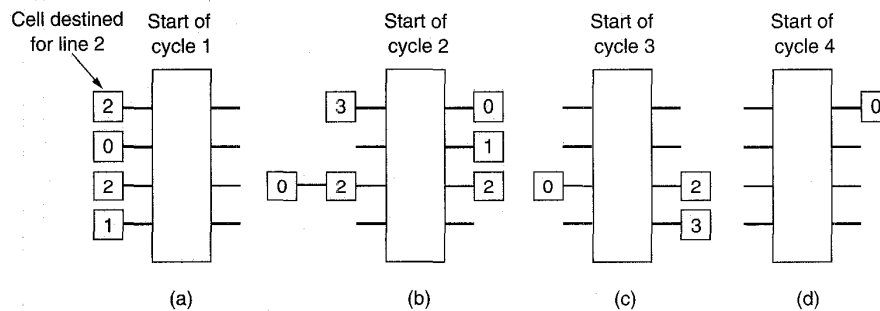 Cell destined
for line 2
Start of
cycle 1
Start of
cycle 2
Start of
cycle 3
Start of
cycle 4
2
0
2
1
3
0
1
0
2
2
0
2
3
0
(a)
(b)
(c)
(d)